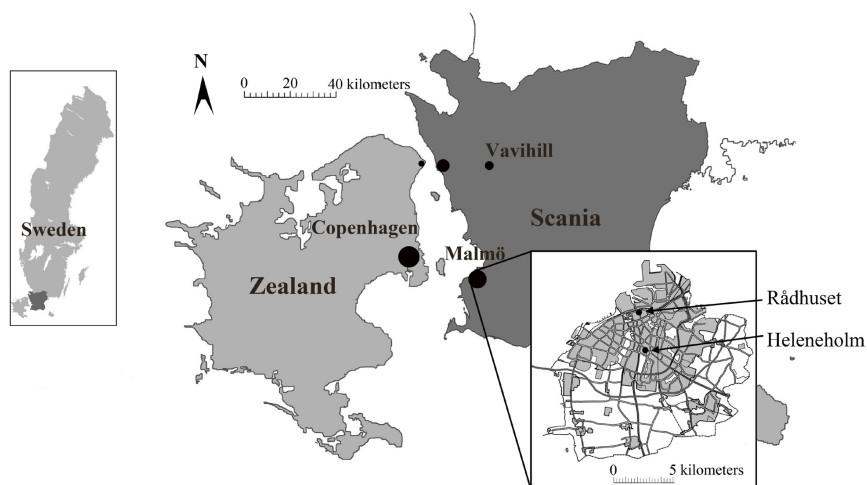 N
0 20 40 kilometers
Sweden
Vavihill
Scania
Copenhagen
Malmö
Zealand
Rådhuset
Heleneholm
0 5 kilometers